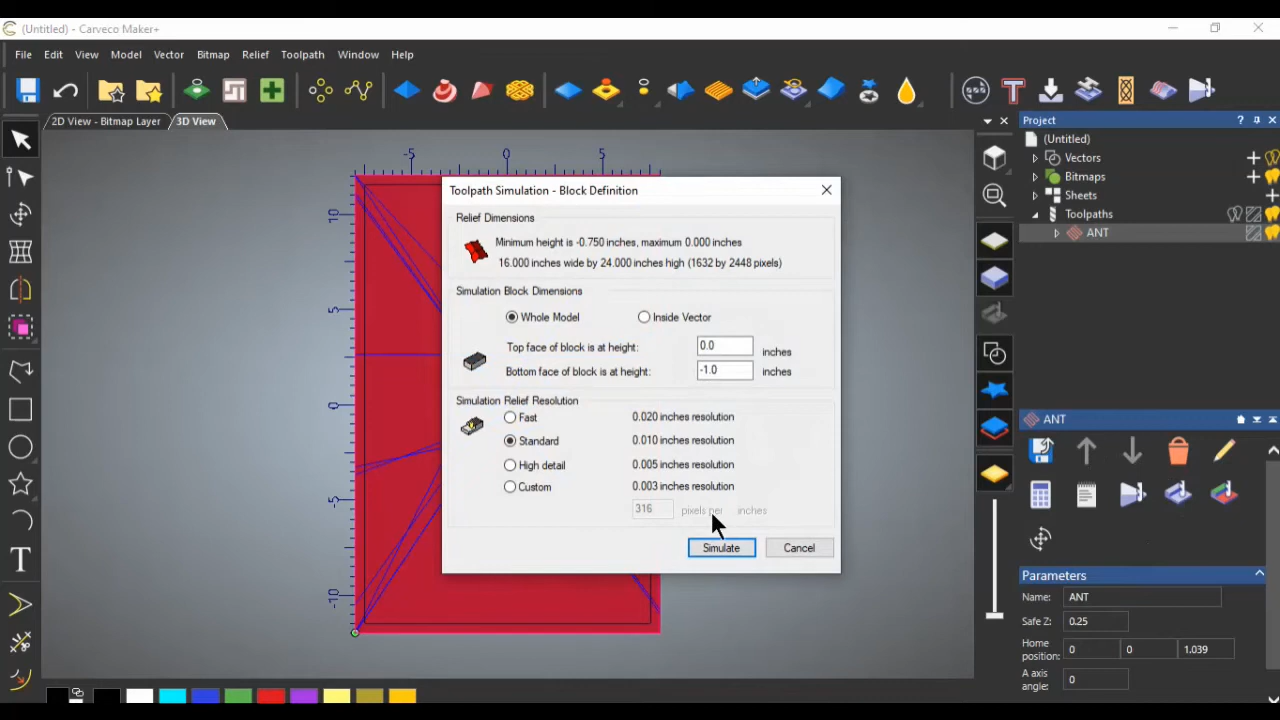 (Untitled) - Carveco Maker+
File Edit View Model Vector Bitmap Relief Toolpath Window Help
2D View - Bitmap Layer 3D View
-5 0 5
10
5
0
-5
-10
Toolpath Simulation - Block Definition
Relief Dimensions
Minimum height is -0.750 inches, maximum 0.000 inches
16.000 inches wide by 24.000 inches high (1632 by 2448 pixels)
Simulation Block Dimensions
Whole Model Inside Vector
Top face of block is at height: 0.0 inches
Bottom face of block is at height: -1.0 inches
Simulation Relief Resolution
Fast 0.020 inches resolution
Standard 0.010 inches resolution
High detail 0.005 inches resolution
Custom 0.003 inches resolution
316 pixels per inches
Simulate Cancel
Project
(Untitled)
Vectors
Bitmaps
Sheets
Toolpaths
ANT
ANT
Parameters
Name: ANT
Safe Z: 0.25
Home position: 0 0 1.039
A axis angle: 0